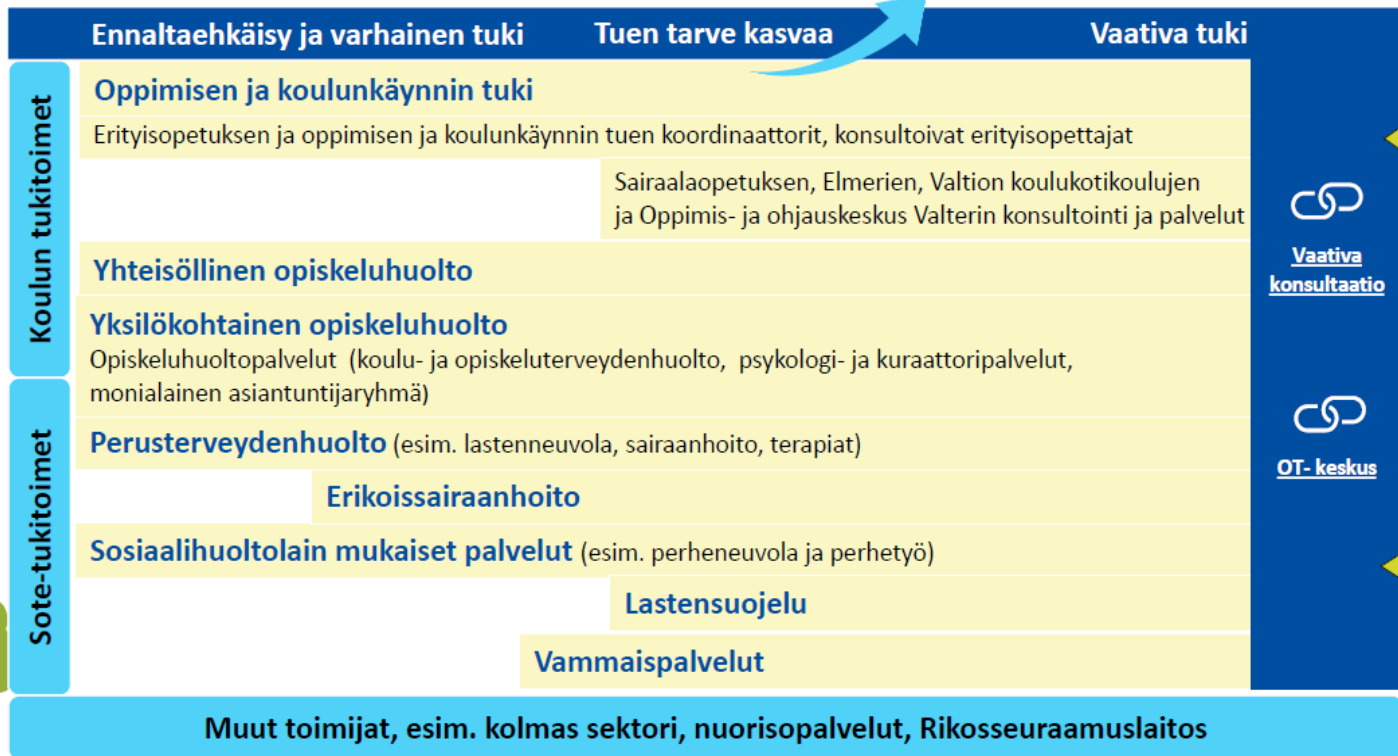 Ennaltaehkäisy ja varhainen tuki Tuen tarve kasvaa Vaativa tuki
Koulun tukitoimet
Oppimisen ja koulunkäynnin tuki
Erityisopetuksen ja oppimisen ja koulunkäynnin tuen koordinaattorit, konsultoivat erityisopettajat
Sairaalaopetuksen, Elmerien, Valtion koulukotikoulujen
ja Oppimis- ja ohjauskeskus Valterin konsultointi ja palvelut
Yhteisöllinen opiskeluhuolto
Yksilökohtainen opiskeluhuolto
Opiskeluhuoltopalvelut (koulu- ja opiskeluterveydenhuolto, psykologi- ja kuraattoripalvelut,
monialainen asiantuntijaryhmä)
Sote-tukitoimet
Perusterveydenhuolto (esim. lastenneuvola, sairaanhoito, terapiat)
Erikoissairaanhoito
Sosiaalihuoltolain mukaiset palvelut (esim. perheneuvola ja perhetyö)
Lastensuojelu
Vammaispalvelut
Vaativa
konsultaatio
OT- keskus
Muut toimijat, esim. kolmas sektori, nuorisopalvelut, Rikosseuraamuslaitos